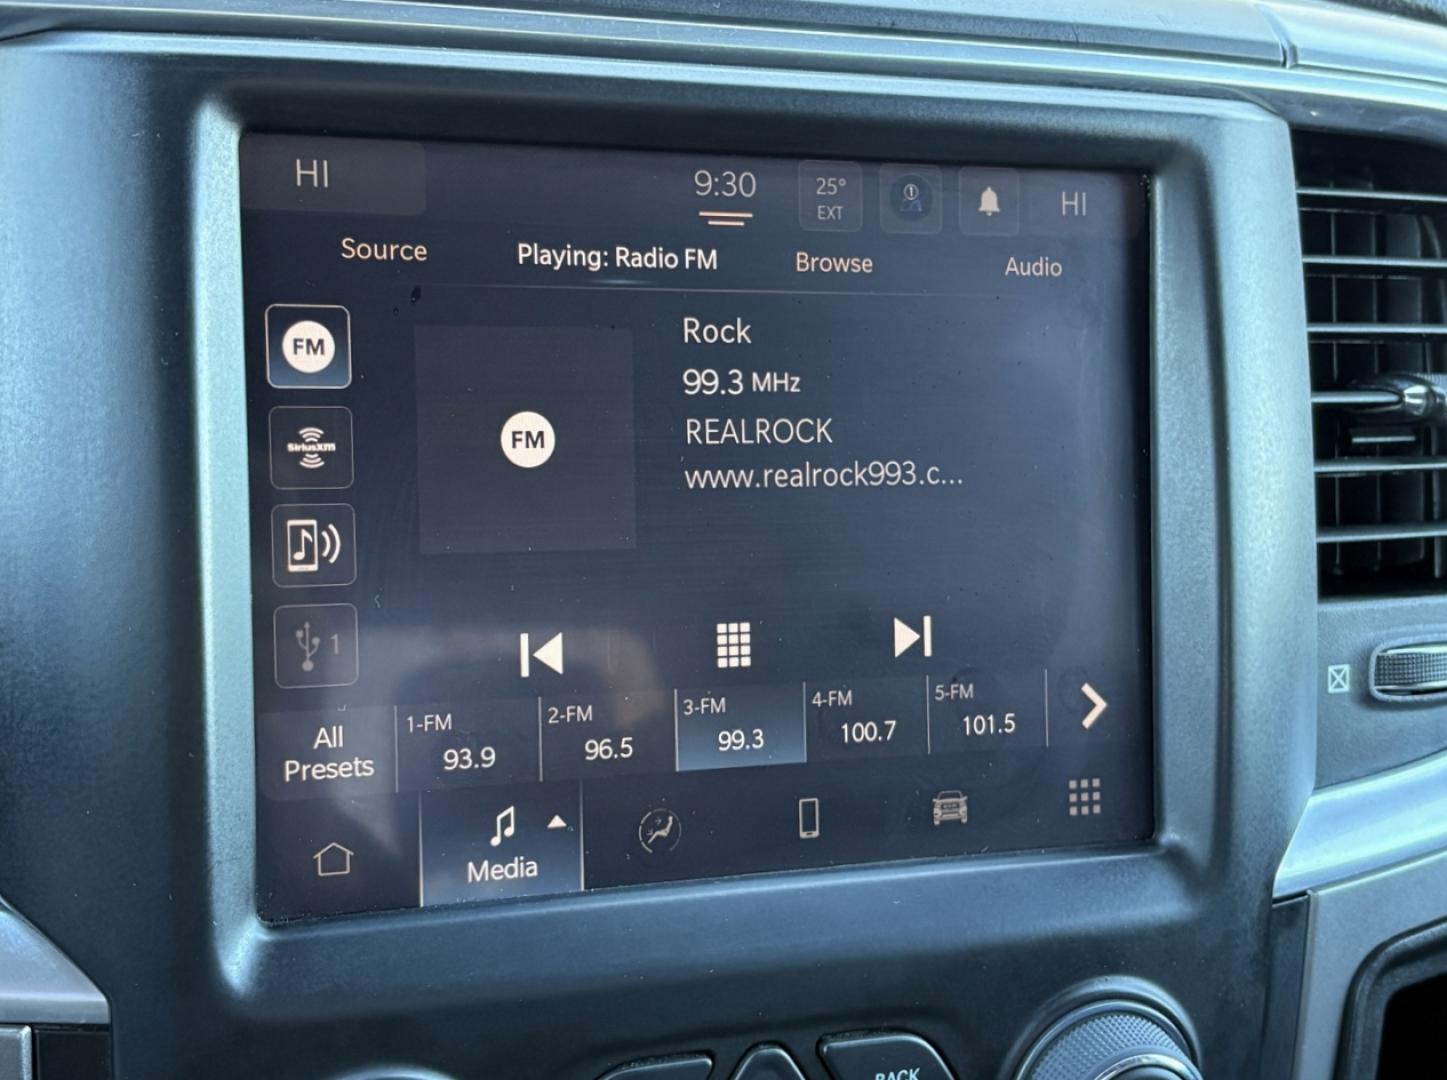 HI
9:30
25°
EXT
1
HI
Source
Playing: Radio FM
Browse
Audio
FM
FM
Rock
99.3 MHz
REALROCK
www.realrock993.c...
SiriusXM
1
All
Presets
1-FM
93.9
2-FM
96.5
3-FM
99.3
4-FM
100.7
5-FM
101.5
Media
BACK